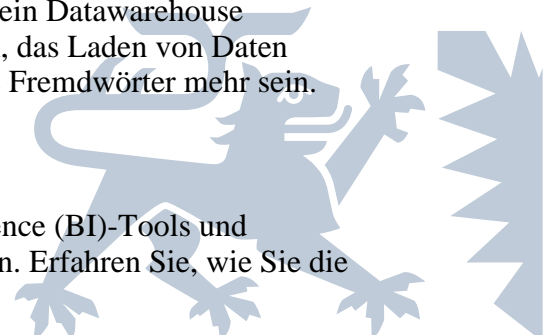 ein Datawarehouse
, das Laden von Daten
Fremdwörter mehr sein.
ence (BI)-Tools und
n. Erfahren Sie, wie Sie die